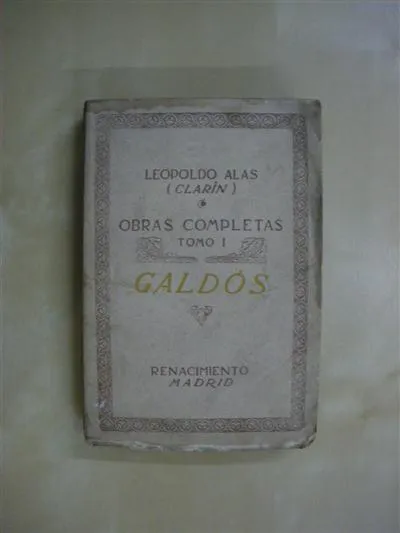 LEOPOLDO ALAS
(CLARÍN)
OBRAS COMPLETAS
TOMO I
GALDÓS
RENACIMIENTO
MADRID